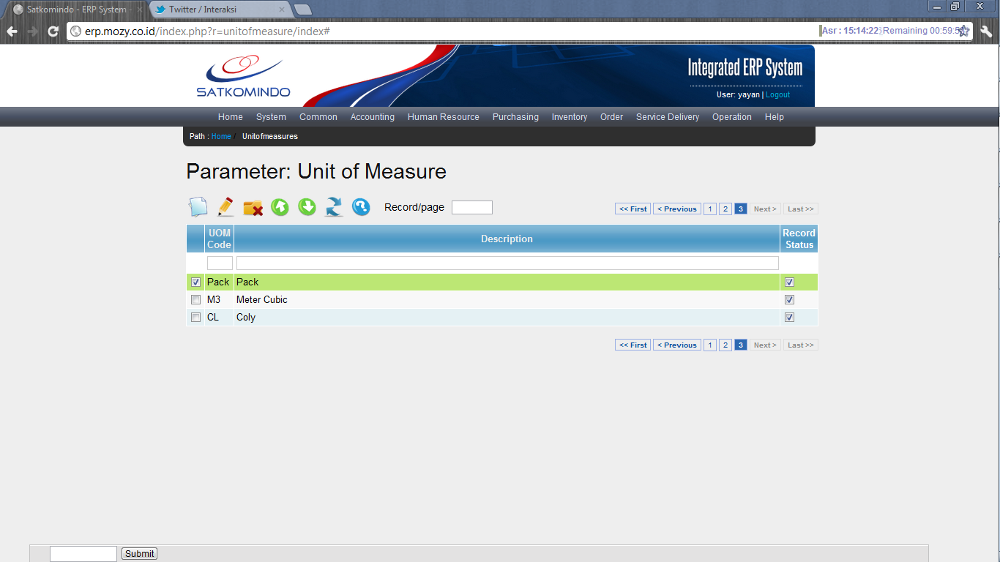 Satkomindo - ERP System -
Twitter / Interaksi
erp.mozy.co.id/index.php?r=unitofmeasure/index#
Asr : 15:14:22 Remaining 00:59:5
SATKOMINDO
Integrated ERP System
User: yayan | Logout
Home System Common Accounting Human Resource Purchasing Inventory Order Service Delivery Operation Help
Path : Home / Unitofmeasures
Parameter: Unit of Measure
Record/page
<< First < Previous 1 2 3 Next > Last >>
UOM Code Description Record Status
Pack Pack
M3 Meter Cubic
CL Coly
<< First < Previous 1 2 3 Next > Last >>
Submit